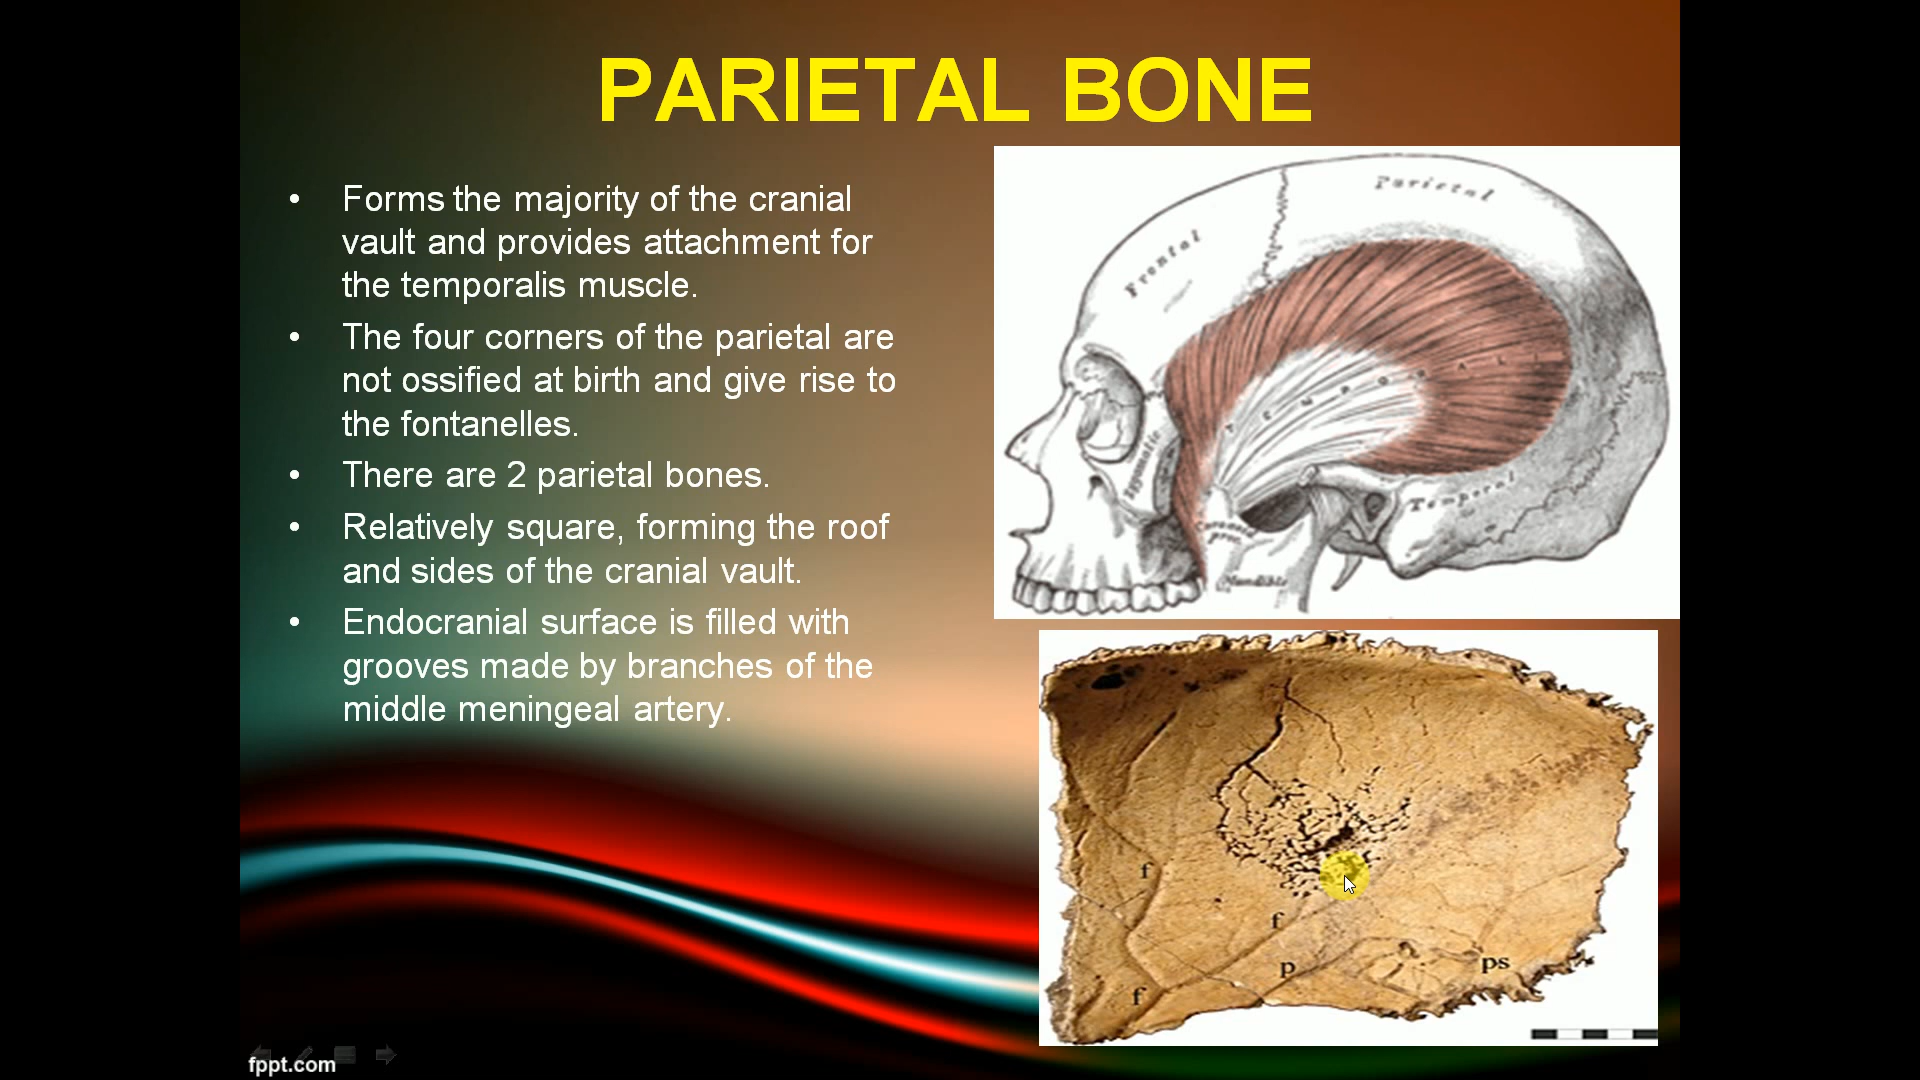 PARIETAL BONE
• Forms the majority of the cranial
vault and provides attachment for
the temporalis muscle.
• The four corners of the parietal are
not ossified at birth and give rise to
the fontanelles.
• There are 2 parietal bones.
• Relatively square, forming the roof
and sides of the cranial vault.
• Endocranial surface is filled with
grooves made by branches of the
middle meningeal artery.
Parietal
Frontal
TEMPORAL
Zygomatic
Temporal
Mandible
f
f
p
ps
f
fppt.com